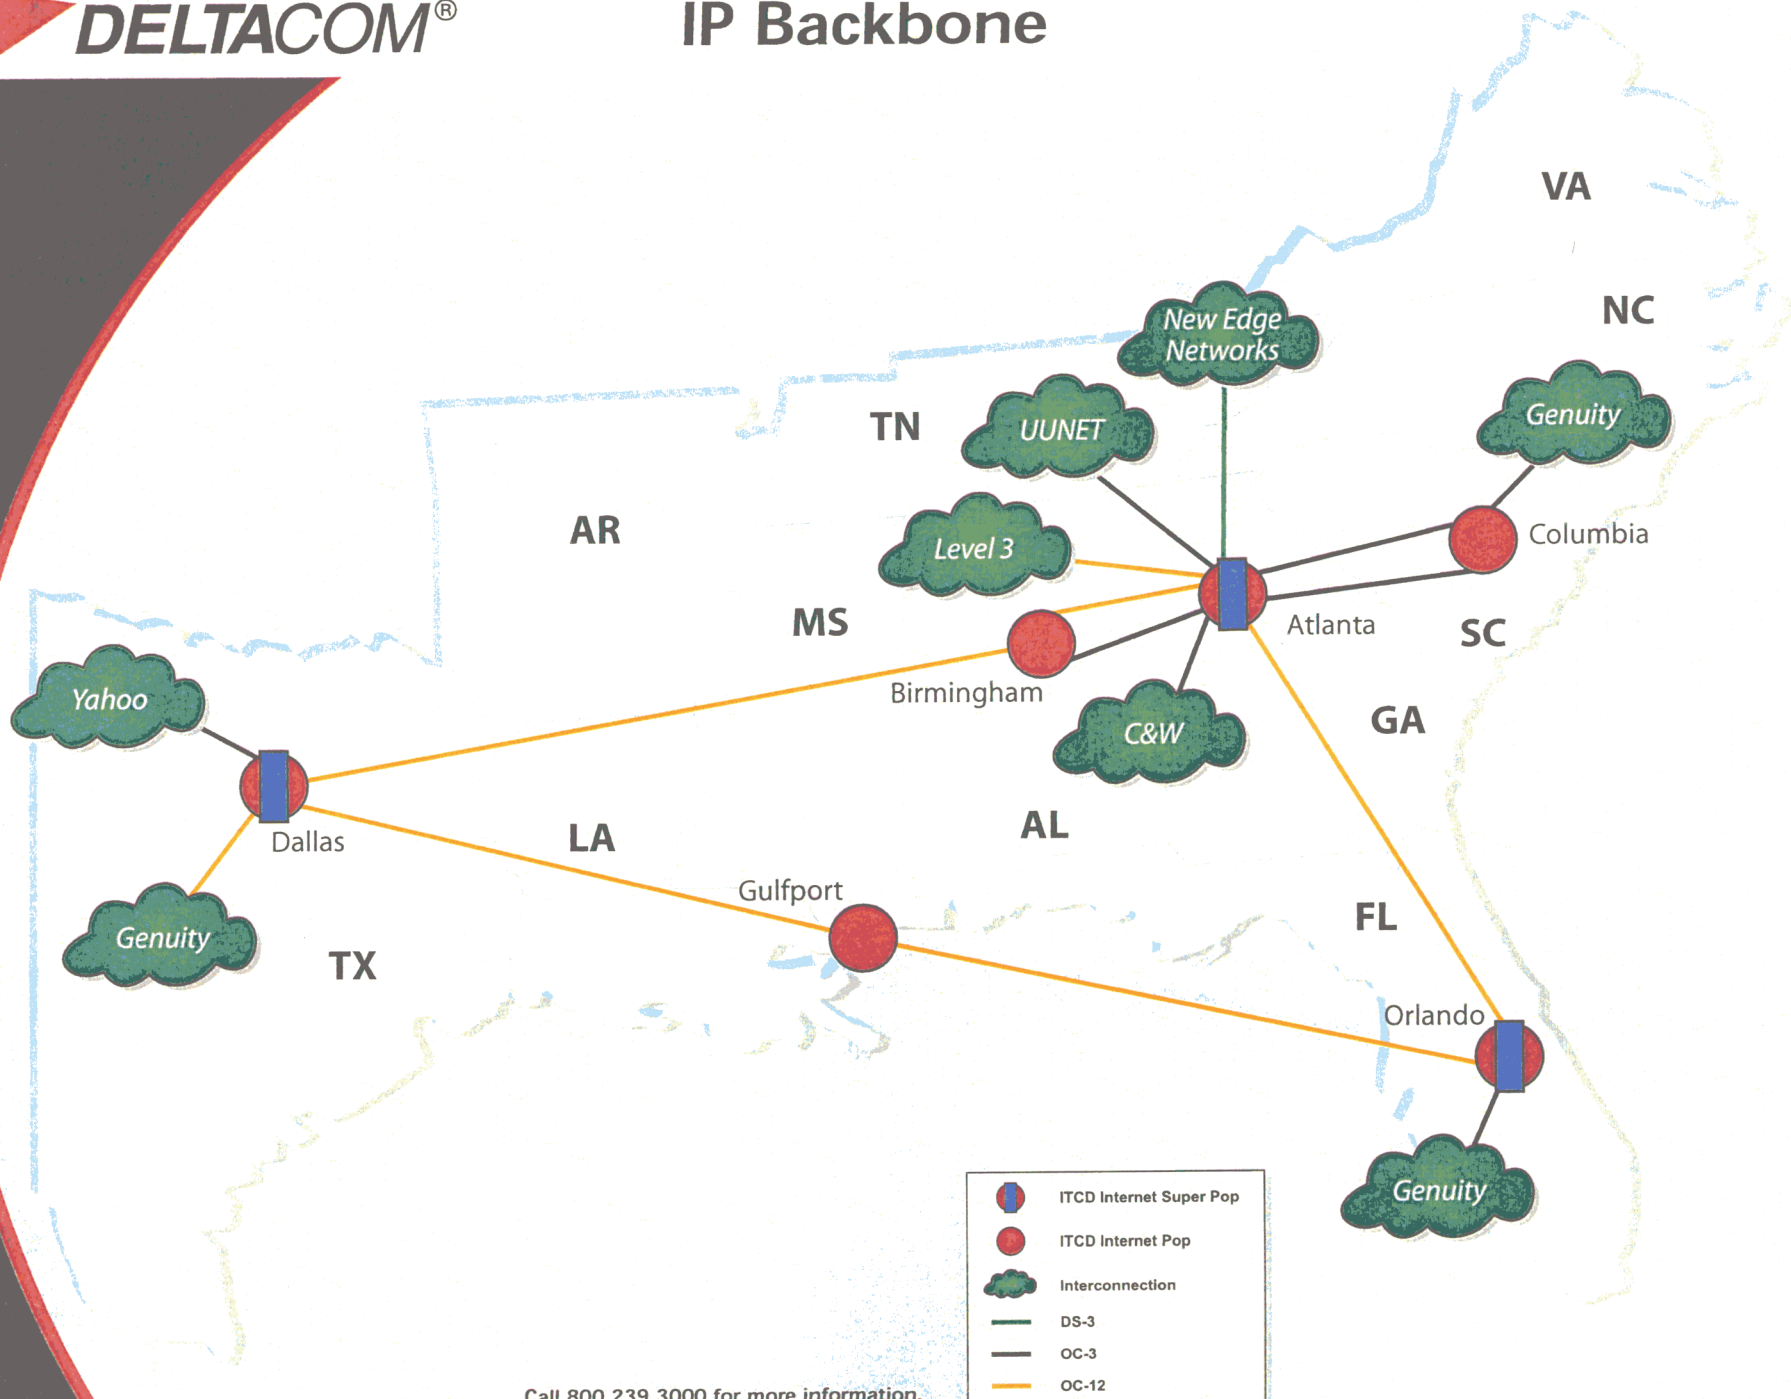 DELTACOM®
IP Backbone
VA
NC
New Edge
Networks
Genuity
TN
UUNET
AR
Level 3
Columbia
MS
Atlanta
SC
Birmingham
Yahoo
C&W
GA
Dallas
LA
AL
Gulfport
FL
Genuity
TX
Orlando
Genuity
ITCD Internet Super Pop
ITCD Internet Pop
Interconnection
DS-3
OC-3
OC-12
Call 800.239.3000 for more information.